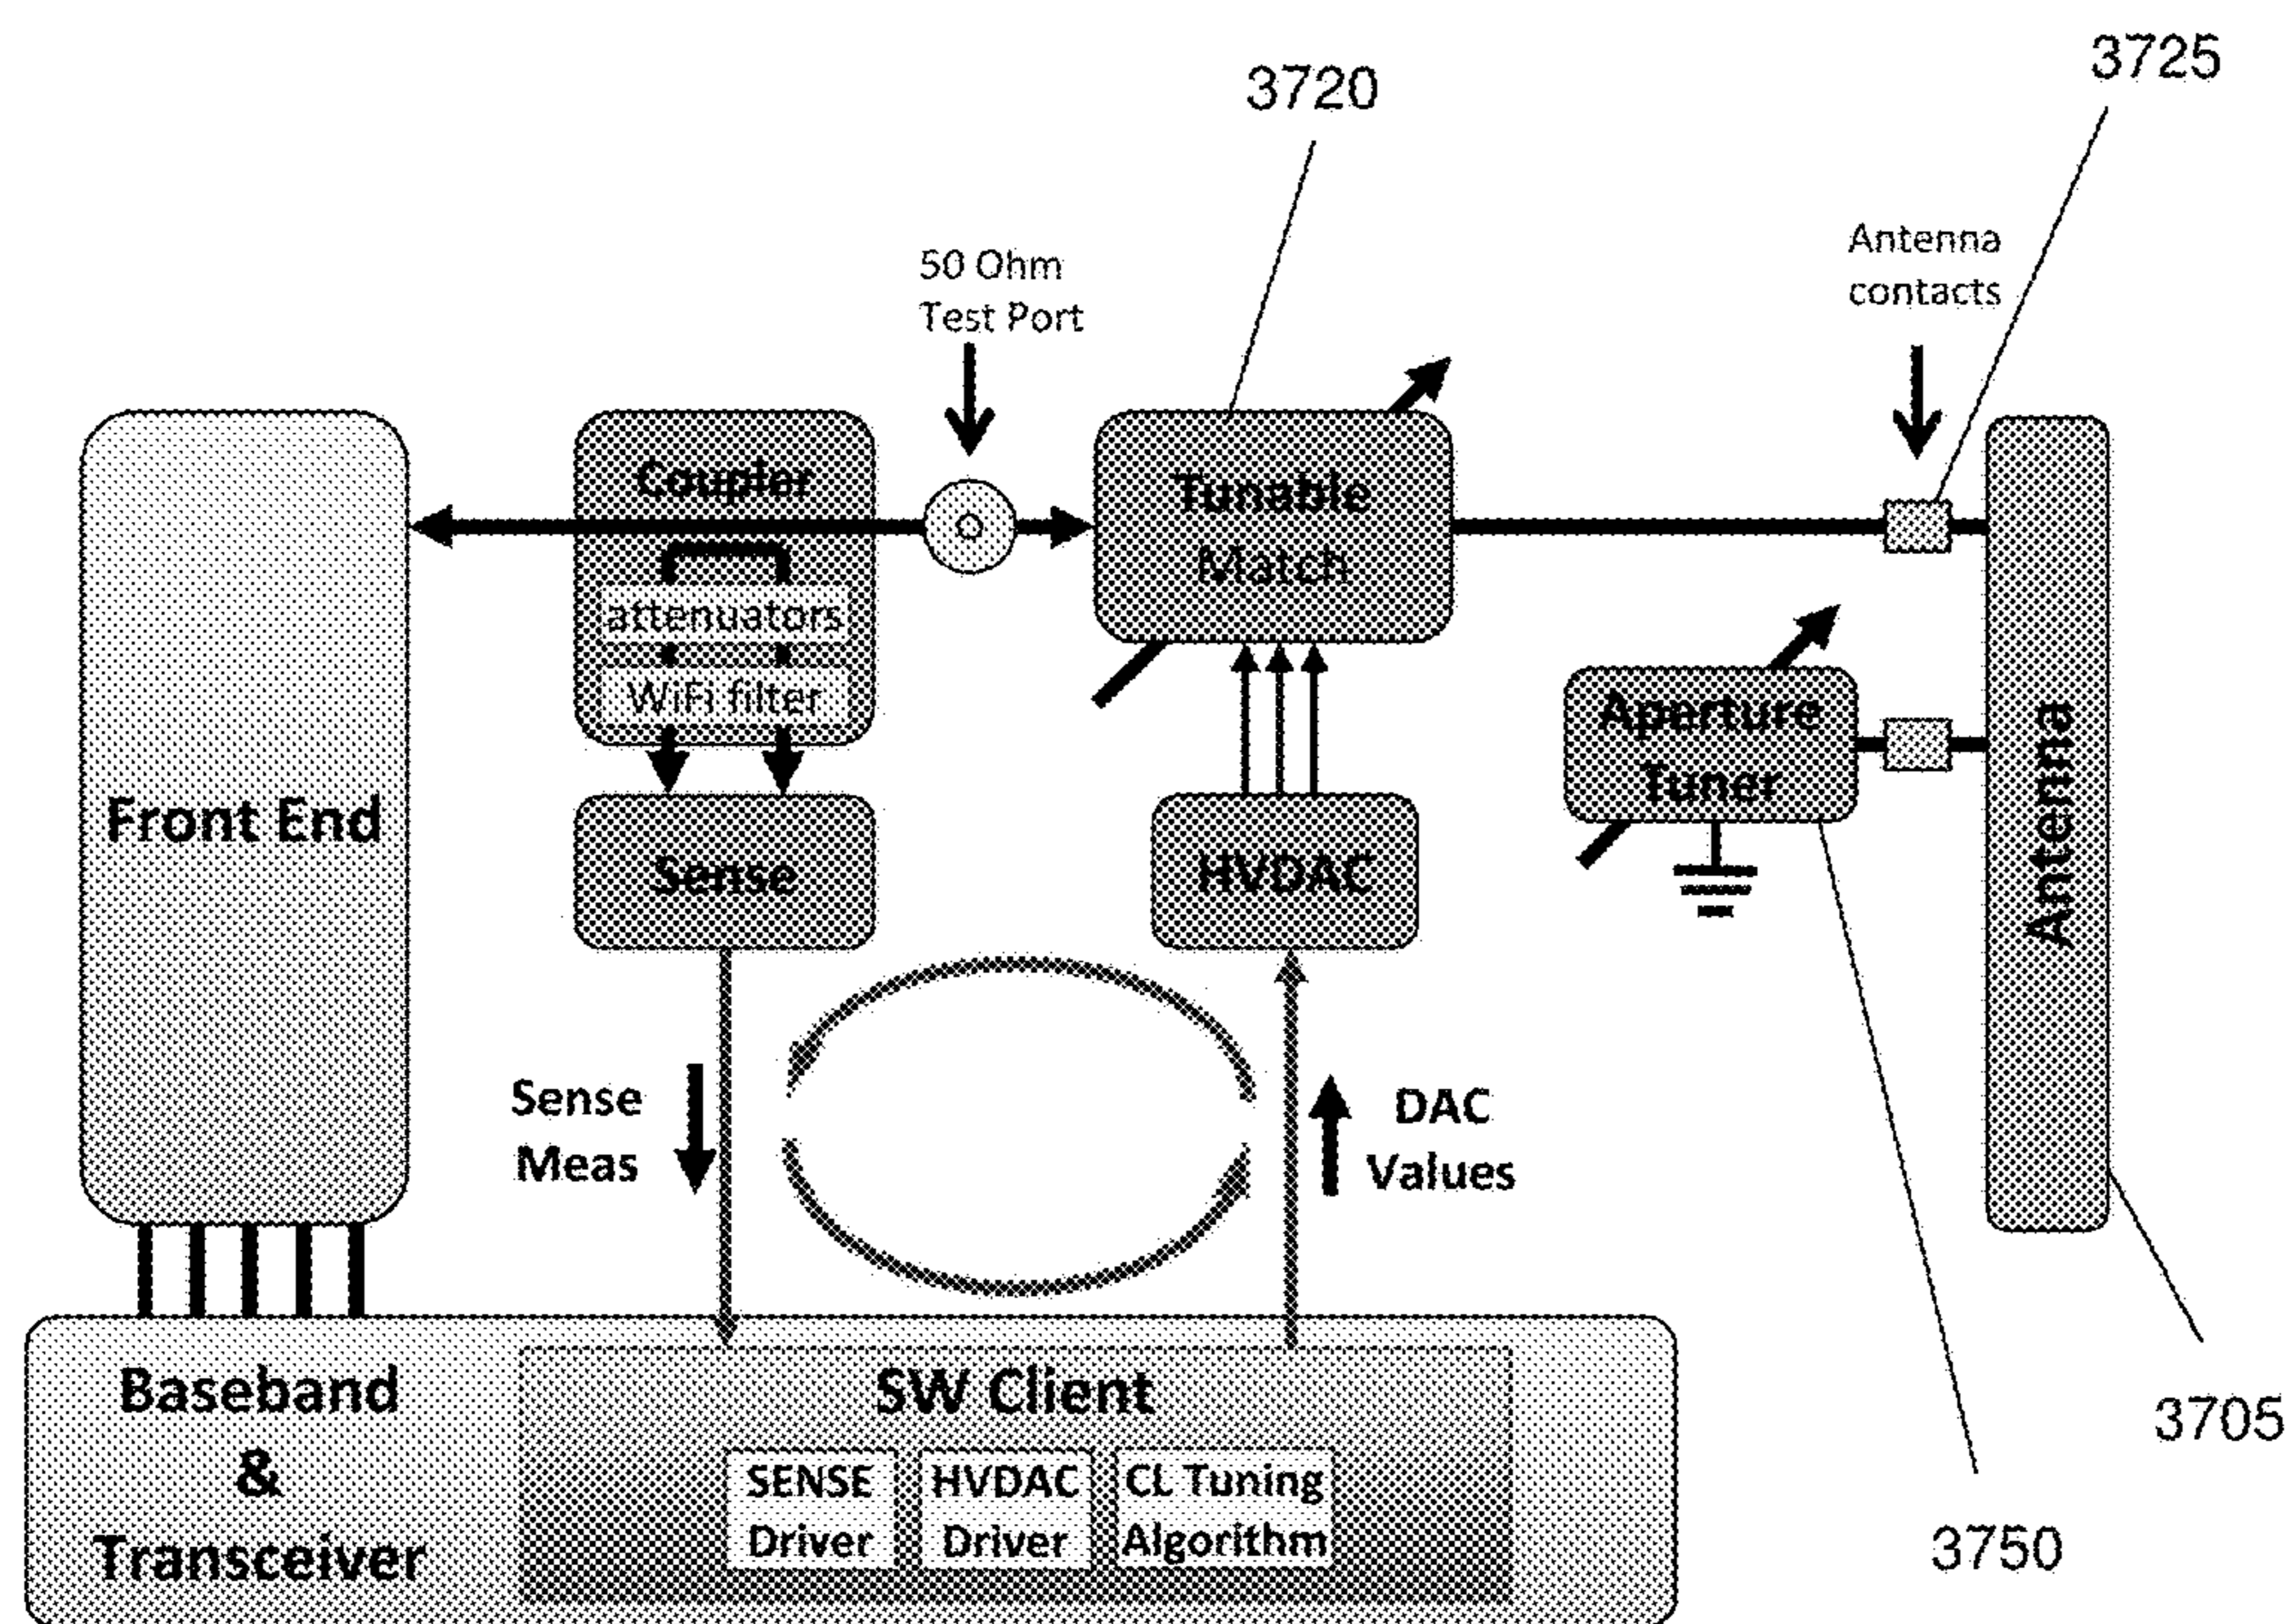 3720
3725
50 Ohm
Test Port
Antenna
contacts
Coupler
attenuators
WiFi filter
Tunable
Match
Front End
Sense
HVDAC
Aperture
Tuner
Antenna
Sense
Meas
DAC
Values
Baseband
&
Transceiver
SW Client
SENSE
Driver
HVDAC
Driver
CL Tuning
Algorithm
3705
3750